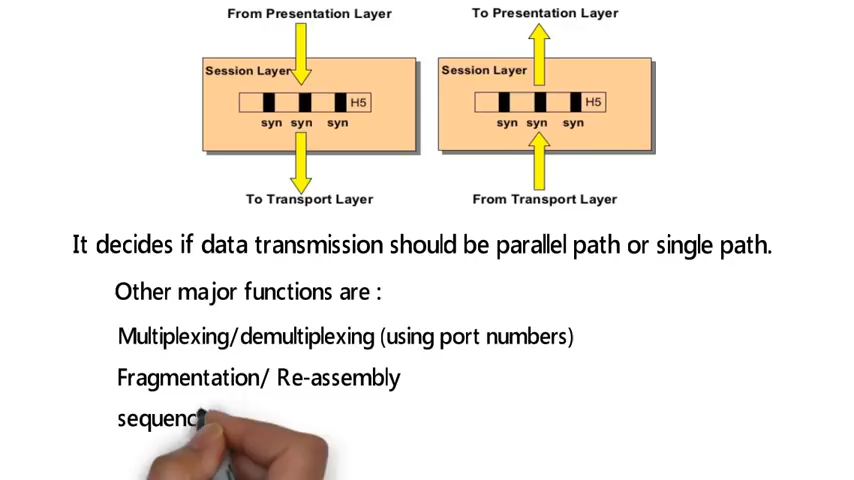 From Presentation Layer
To Presentation Layer
Session Layer
Session Layer
H5
H5
syn syn syn
syn syn syn
To Transport Layer
From Transport Layer
It decides if data transmission should be parallel path or single path.
Other major functions are :
Multiplexing/demultiplexing (using port numbers)
Fragmentation/ Re-assembly
sequenc